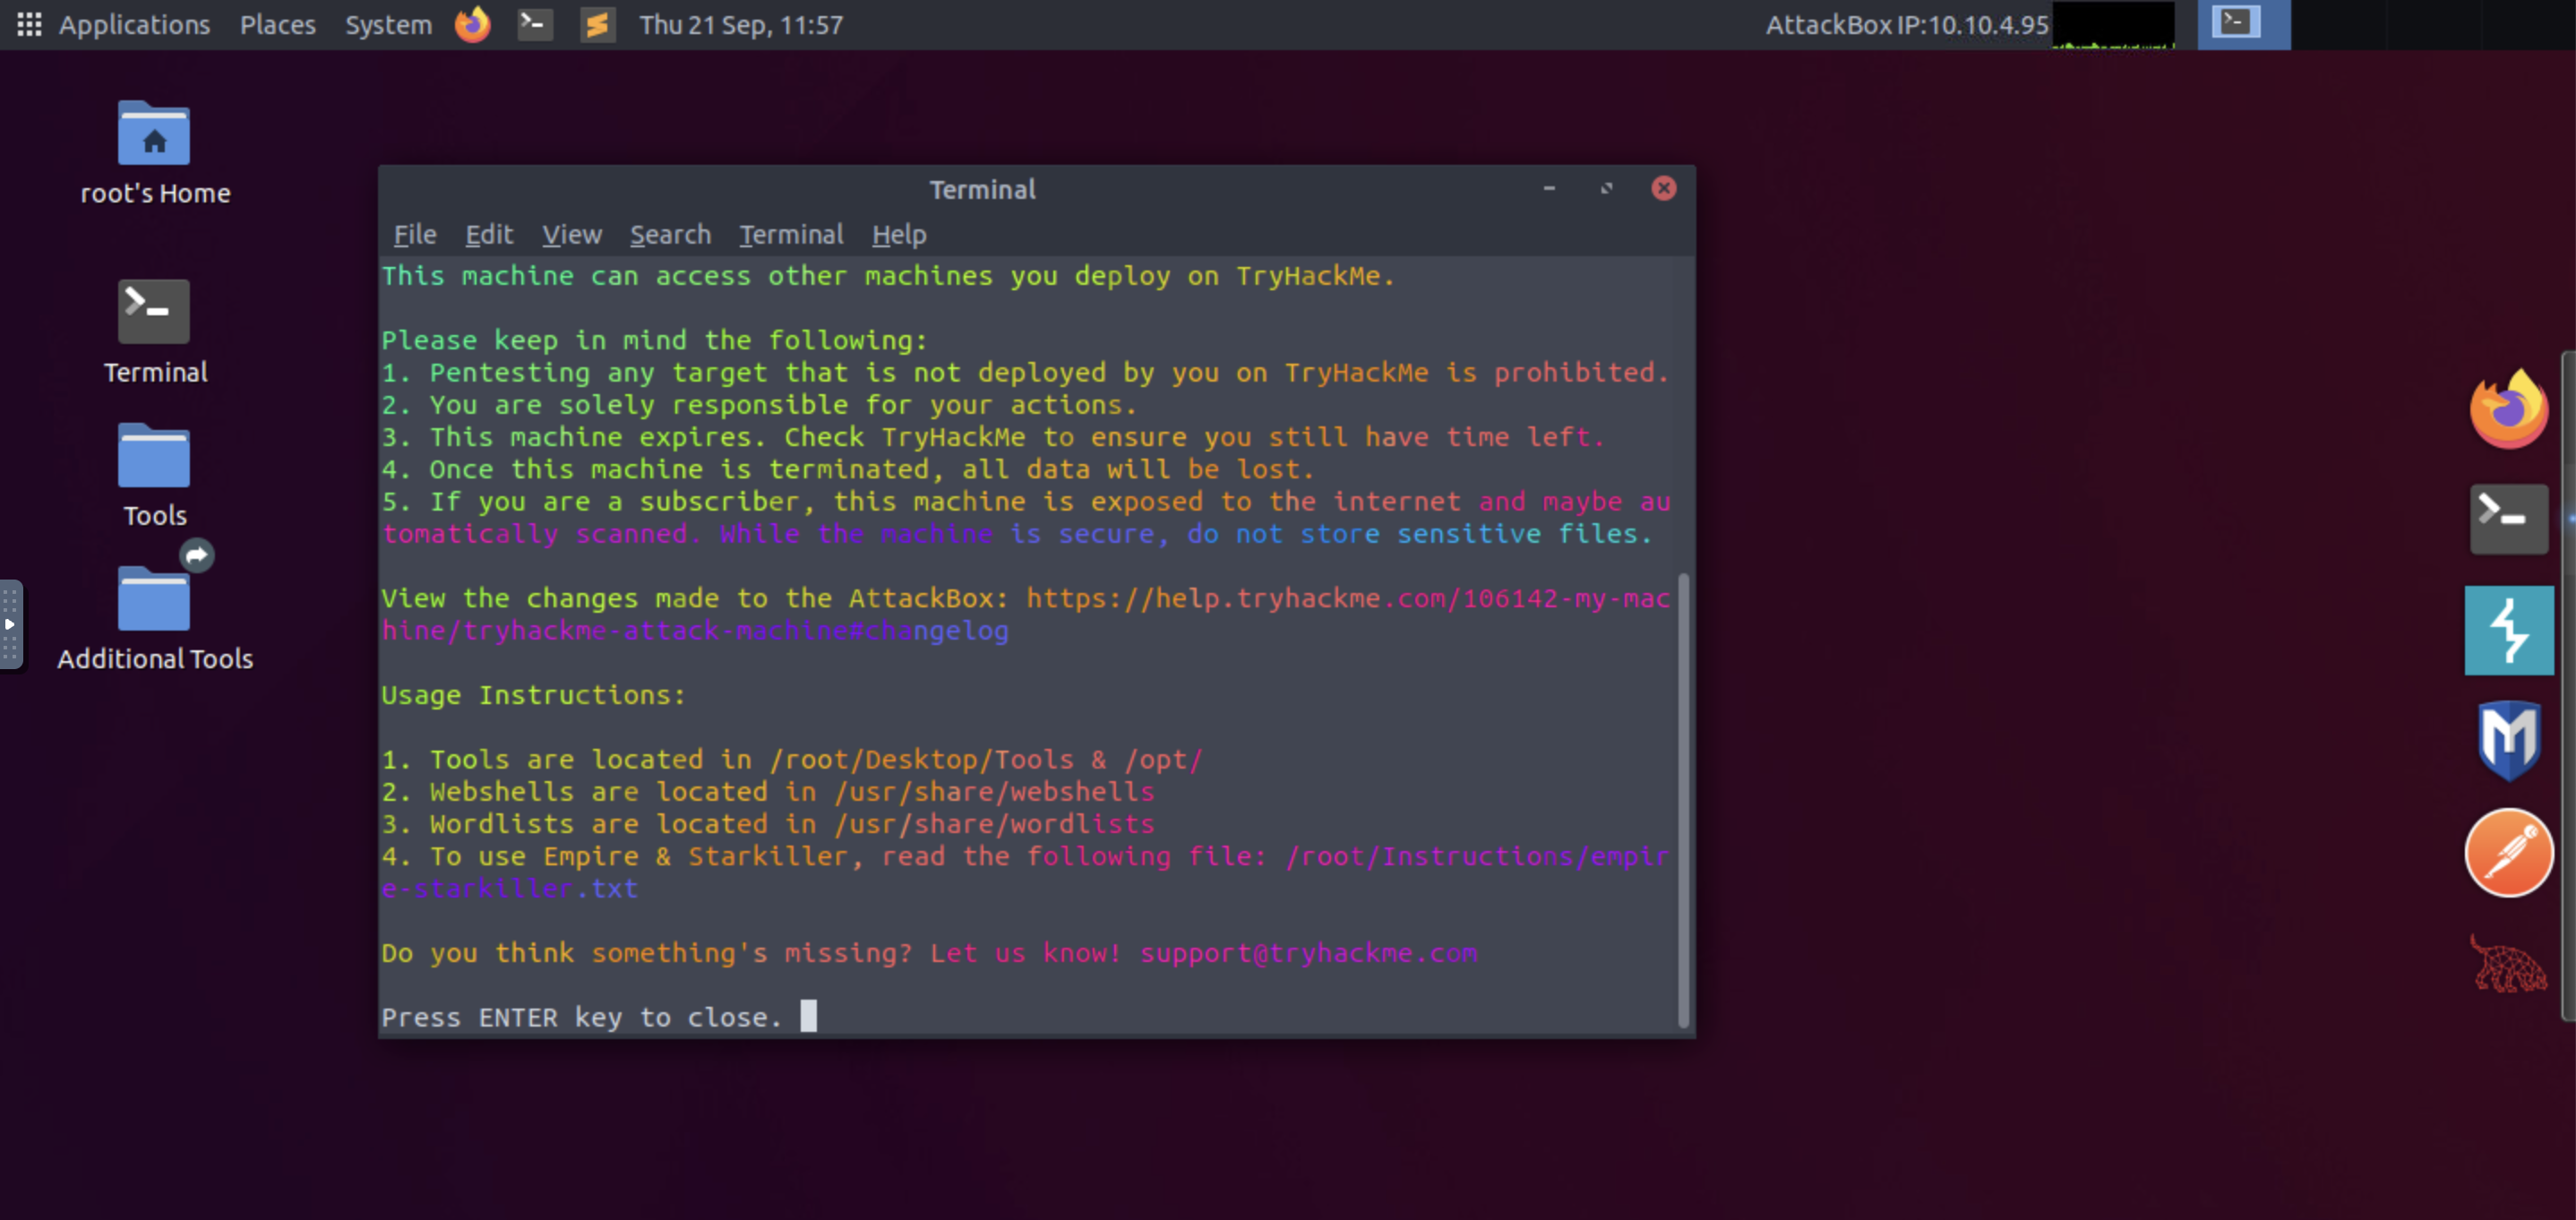 Applications Places System Thu 21 Sep, 11:57 AttackBox IP:10.10.4.95
root's Home
Terminal
Tools
Additional Tools
Terminal
File Edit View Search Terminal Help
This machine can access other machines you deploy on TryHackMe.
Please keep in mind the following:
1. Pentesting any target that is not deployed by you on TryHackMe is prohibited.
2. You are solely responsible for your actions.
3. This machine expires. Check TryHackMe to ensure you still have time left.
4. Once this machine is terminated, all data will be lost.
5. If you are a subscriber, this machine is exposed to the internet and maybe au
tomatically scanned. While the machine is secure, do not store sensitive files.
View the changes made to the AttackBox: https://help.tryhackme.com/106142-my-mac
hine/tryhackme-attack-machine#changelog
Usage Instructions:
1. Tools are located in /root/Desktop/Tools & /opt/
2. Webshells are located in /usr/share/webshells
3. Wordlists are located in /usr/share/wordlists
4. To use Empire & Starkiller, read the following file: /root/Instructions/empir
e-starkiller.txt
Do you think something's missing? Let us know! support@tryhackme.com
Press ENTER key to close.